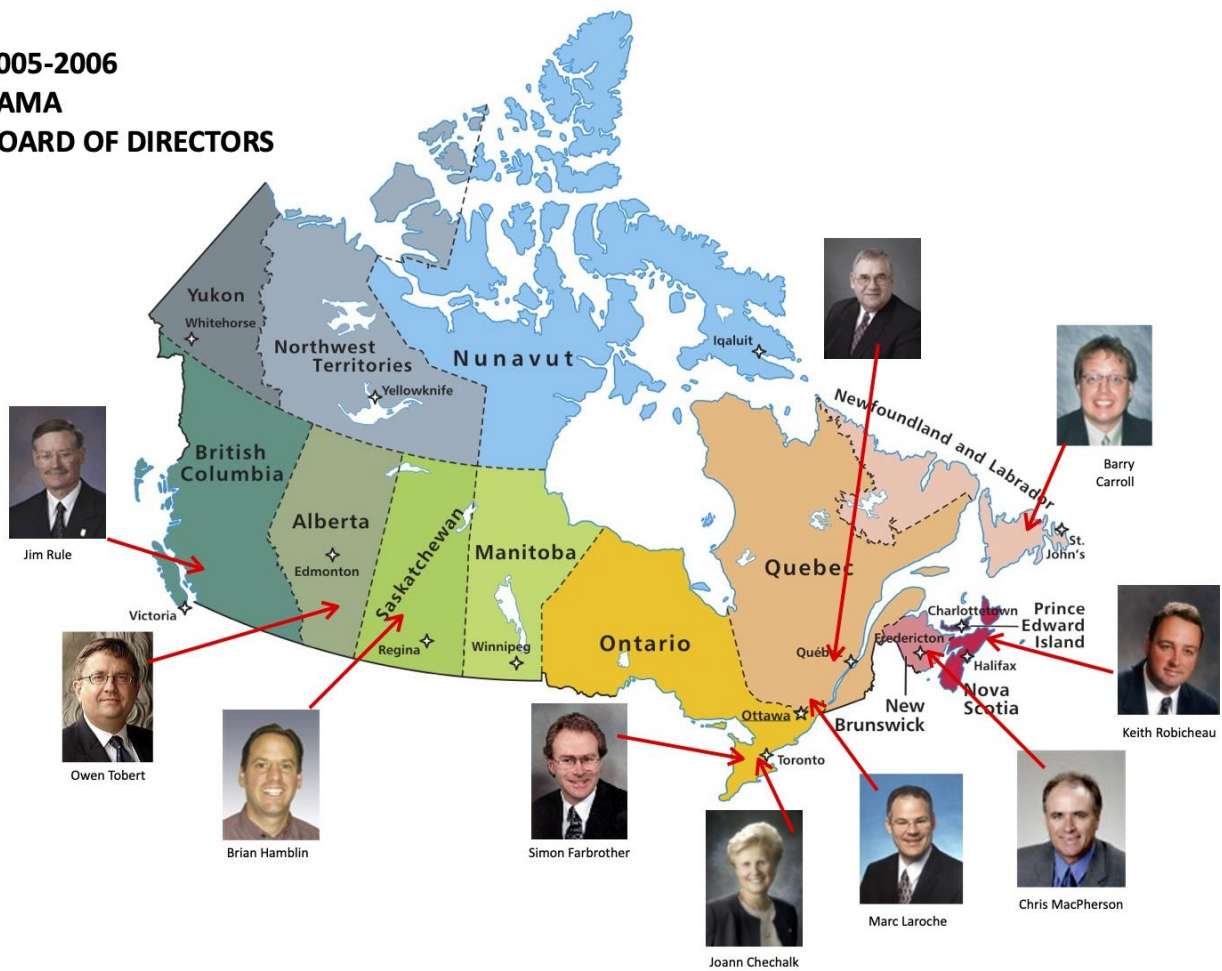 005-2006
AMA
OARD OF DIRECTORS
Yukon
Whitehorse
Northwest
Territories
Yellowknife
Nunavut
Iqaluit
Newfoundland and Labrador
St.
John's
Barry
Carroll
British
Columbia
Jim Rule
Victoria
Alberta
Edmonton
Owen Tobert
Saskatchewan
Regina
Brian Hamblin
Manitoba
Winnipeg
Ontario
Ottawa
Toronto
Simon Farbrother
Joann Chechalk
Quebec
Québec
Marc Laroche
Charlottetown
Prince
Edward
Island
Fredericton
Halifax
Nova
Scotia
New
Brunswick
Keith Robicheau
Chris MacPherson